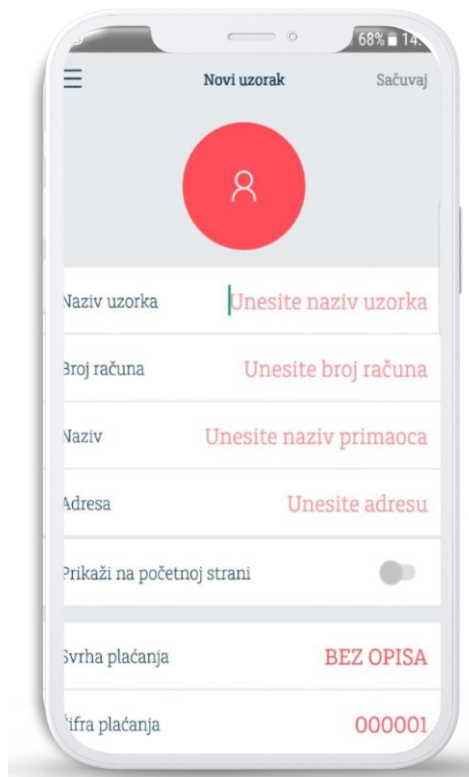 68% 14:
Novi uzorak Sačuvaj
Naziv uzorka Unesite naziv uzorka
Broj računa Unesite broj računa
Naziv Unesite naziv primaoca
Adresa Unesite adresu
Prikaži na početnoj strani
Svrha plaćanja BEZ OPISA
Šifra plaćanja 000001